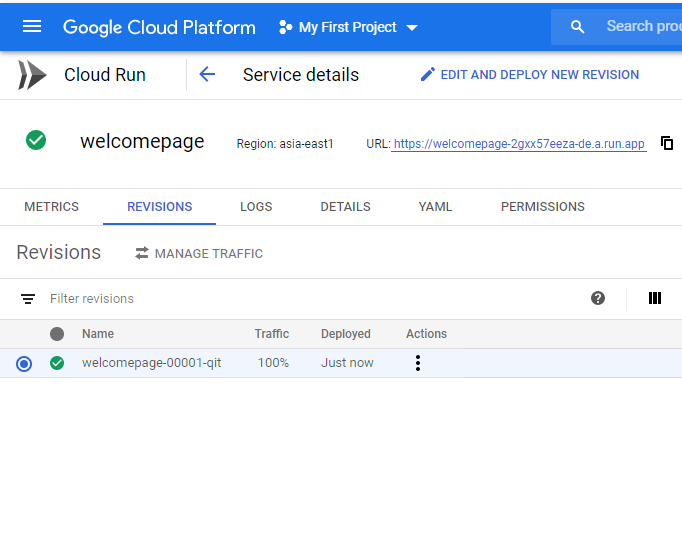 Google Cloud Platform My First Project Search proc
Cloud Run Service details EDIT AND DEPLOY NEW REVISION
welcomepage Region: asia-east1 URL: https://welcomepage-2gxx57eeza-de.a.run.app
METRICS REVISIONS LOGS DETAILS YAML PERMISSIONS
Revisions MANAGE TRAFFIC
Filter revisions
Name Traffic Deployed Actions
welcomepage-00001-qit 100% Just now